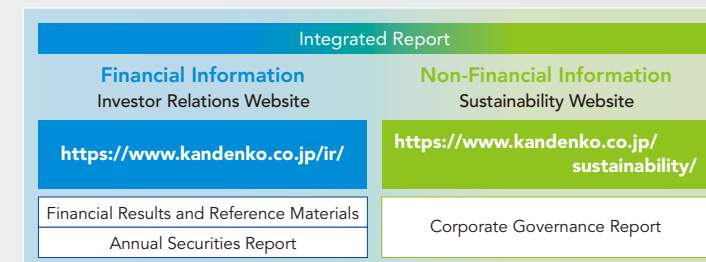 Integrated Report
Financial Information
Investor Relations Website
https://www.kandenko.co.jp/ir/
Financial Results and Reference Materials
Annual Securities Report
Non-Financial Information
Sustainability Website
https://www.kandenko.co.jp/
sustainability/
Corporate Governance Report